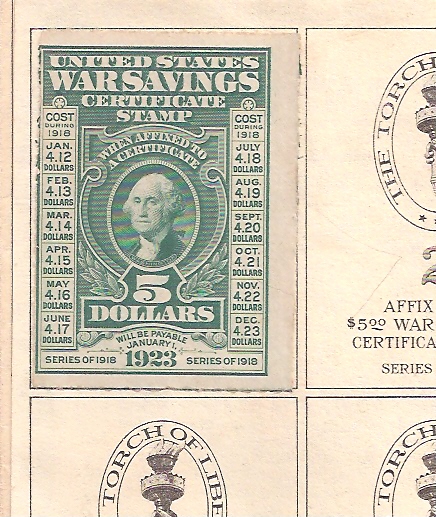 UNITED STATES
WAR SAVINGS
CERTIFICATE
STAMP
WHEN AFFIXED TO
A CERTIFICATE
COST
DURING
1918
JAN.
4.12
DOLLARS
FEB.
4.13
DOLLARS
MAR.
4.14
DOLLARS
APR.
4.15
DOLLARS
MAY
4.16
DOLLARS
JUNE
4.17
DOLLARS
COST
DURING
1918
JULY
4.18
DOLLARS
AUG.
4.19
DOLLARS
SEPT.
4.20
DOLLARS
OCT.
4.21
DOLLARS
NOV.
4.22
DOLLARS
DEC.
4.23
DOLLARS
5
DOLLARS
WILL BE PAYABLE
JANUARY 1,
SERIES OF 1918 1923 SERIES OF 1918
THE TORCH
2
AFFIX
$5.00 WAR
CERTIFICA
SERIES
TORCH OF LIBE
TORCH